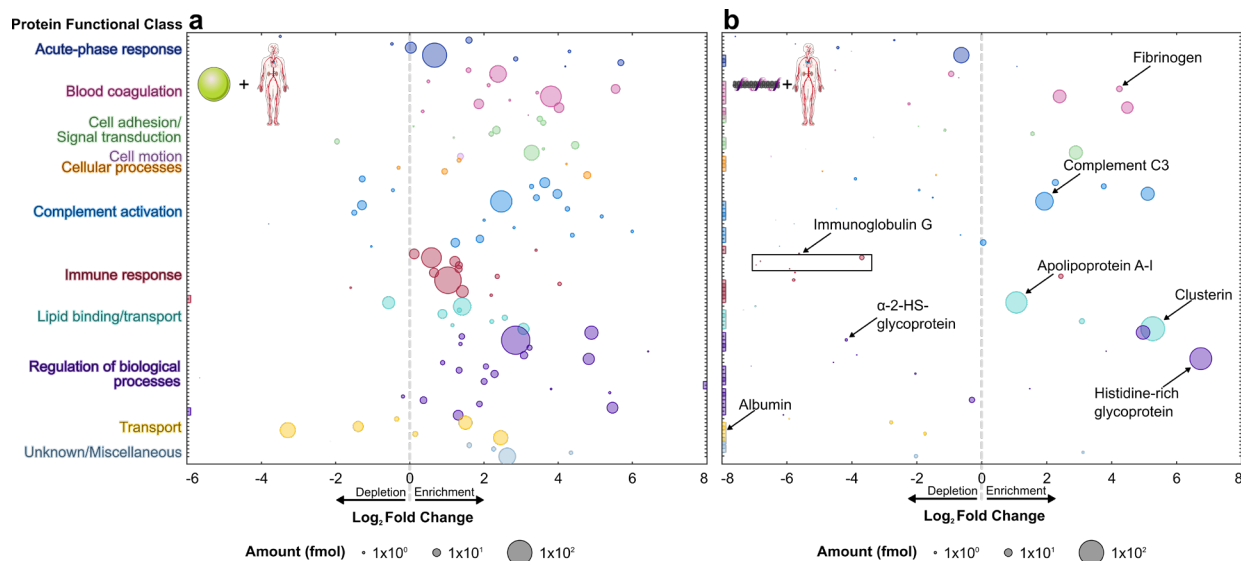 Protein Functional Class
a
b
Acute-phase response
Blood coagulation
Cell adhesion/
Signal transduction
Cell motion
Cellular processes
Complement activation
Immune response
Lipid binding/transport
Regulation of biological
processes
Transport
Unknown/Miscellaneous
+
+
Fibrinogen
Complement C3
Immunoglobulin G
Apolipoprotein A-I
α-2-HS-
glycoprotein
Clusterin
Histidine-rich
glycoprotein
Albumin
-6 -4 -2 0 2 4 6 8
-8 -6 -4 -2 0 2 4 6 8
Depletion Enrichment
Depletion Enrichment
Log2 Fold Change
Log2 Fold Change
Amount (fmol) 1x10⁰ 1x10¹ 1x10²
Amount (fmol) 1x10⁰ 1x10¹ 1x10²